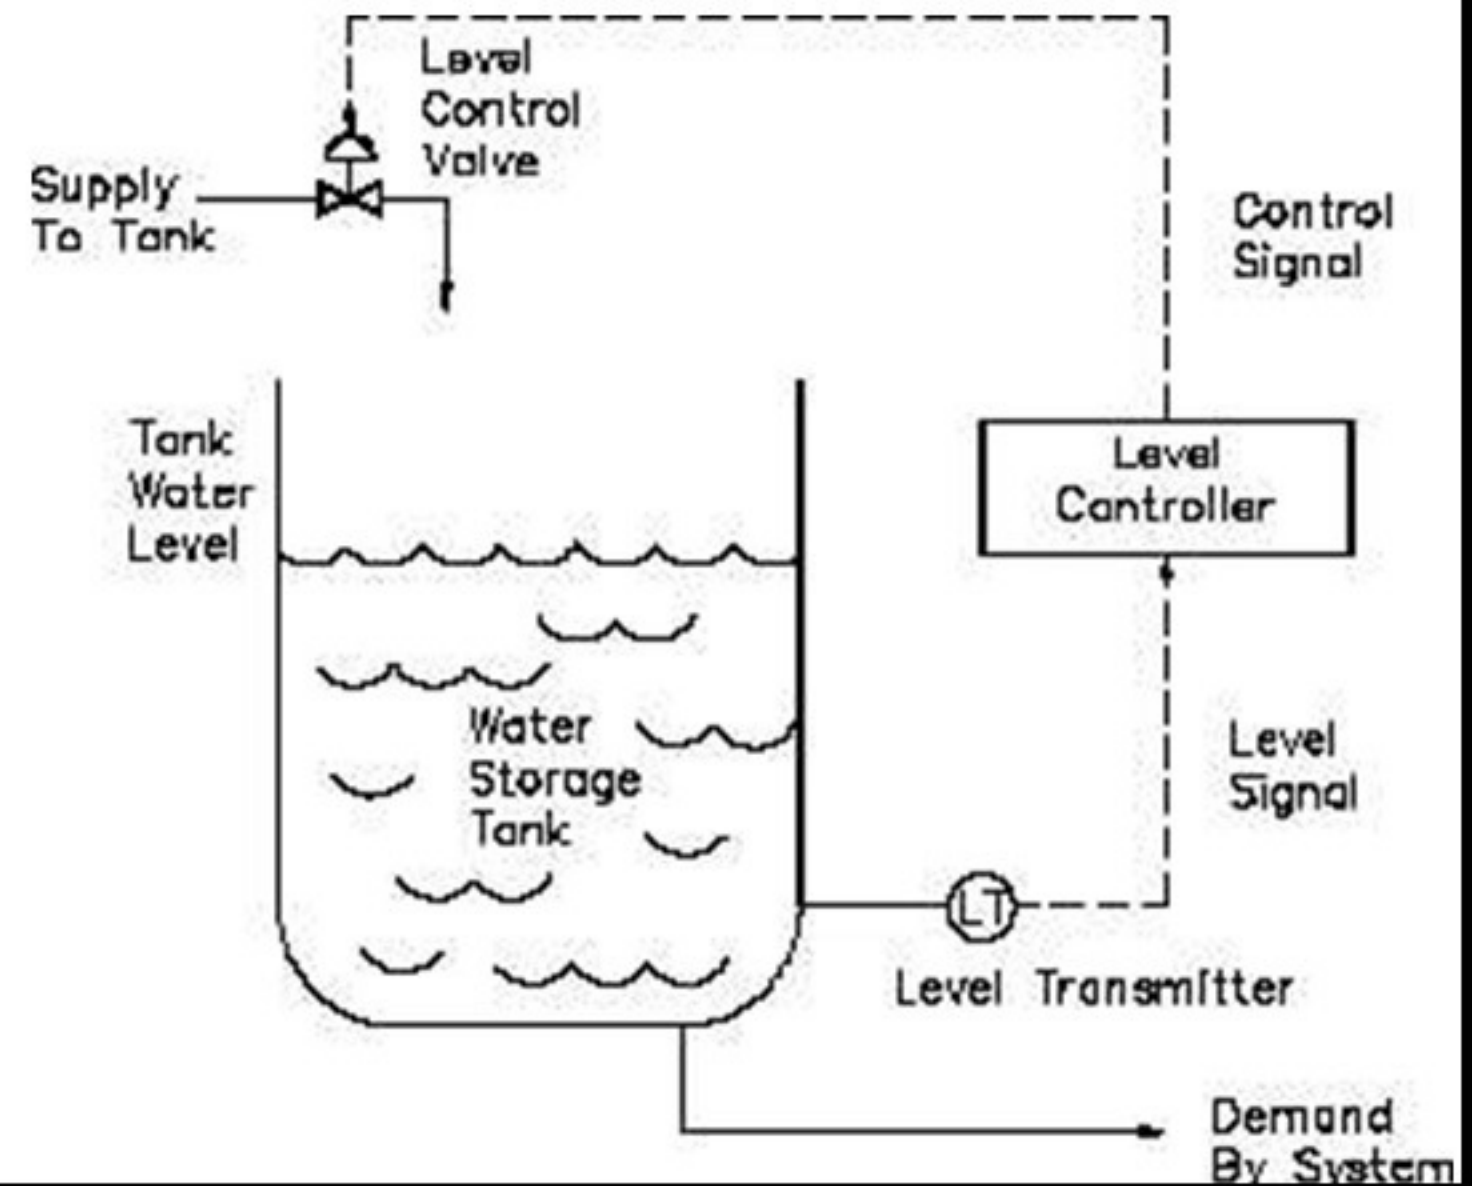 Level
Control
Valve
Supply
To Tank
Control
Signal
Tank
Water
Level
Level
Controller
Water
Storage
Tank
Level
Signal
LT
Level Transmitter
Demand
By System